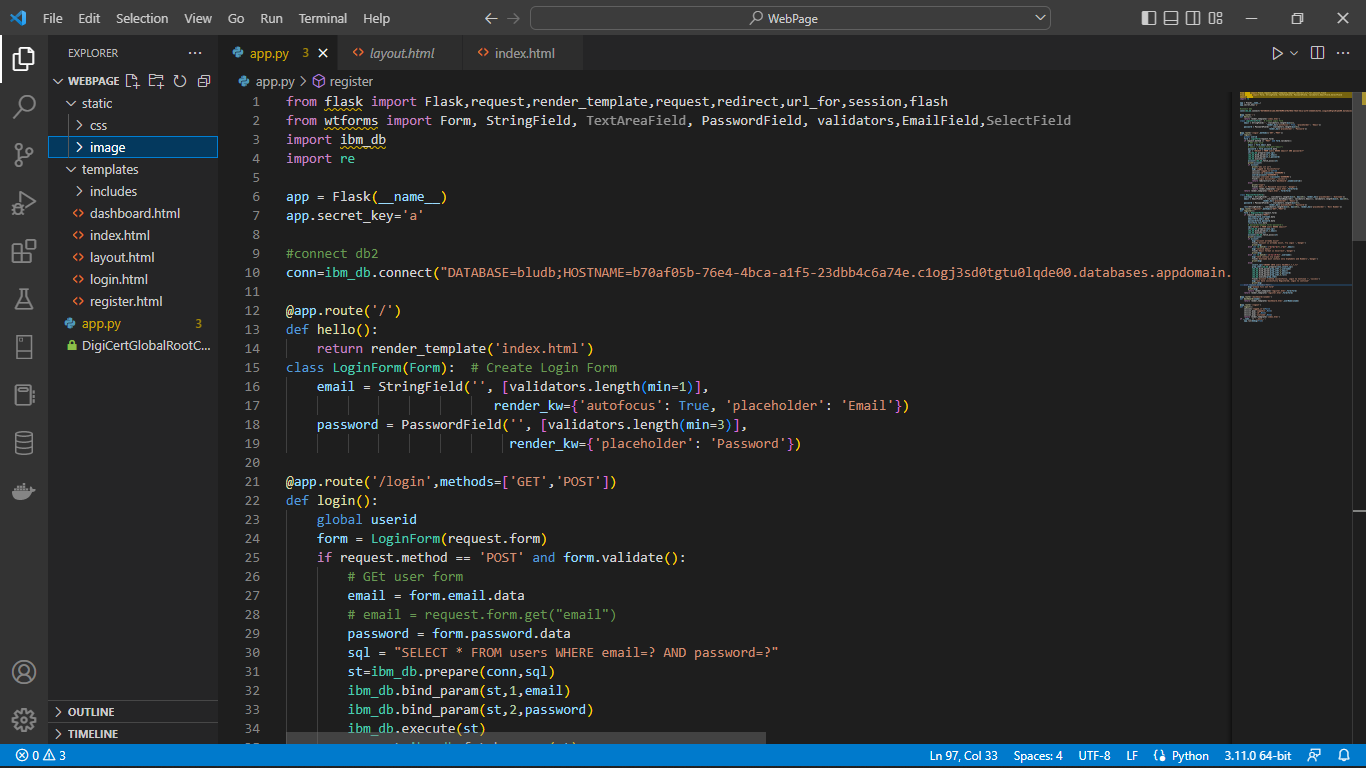 File Edit Selection View Go Run Terminal Help WebPage
EXPLORER
WEBPAGE
static
css
image
templates
includes
dashboard.html
index.html
layout.html
login.html
register.html
app.py 3
DigiCertGlobalRootC...
OUTLINE
TIMELINE
app.py 3 layout.html index.html
app.py register
1 from flask import Flask,request,render_template,request,redirect,url_for,session,flash
2 from wtforms import Form, StringField, TextAreaField, PasswordField, validators,EmailField,SelectField
3 import ibm_db
4 import re
5
6 app = Flask(__name__)
7 app.secret_key='a'
8
9 #connect db2
10 conn=ibm_db.connect("DATABASE=bludb;HOSTNAME=b70af05b-76e4-4bca-a1f5-23dbb4c6a74e.c1ogj3sd0tgtu0lqde00.databases.appdomain.
11
12 @app.route('/')
13 def hello():
14 return render_template('index.html')
15 class LoginForm(Form): # Create Login Form
16 email = StringField('', [validators.length(min=1)],
17 render_kw={'autofocus': True, 'placeholder': 'Email'})
18 password = PasswordField('', [validators.length(min=3)],
19 render_kw={'placeholder': 'Password'})
20
21 @app.route('/login',methods=['GET','POST'])
22 def login():
23 global userid
24 form = LoginForm(request.form)
25 if request.method == 'POST' and form.validate():
26 # GEt user form
27 email = form.email.data
28 # email = request.form.get("email")
29 password = form.password.data
30 sql = "SELECT * FROM users WHERE email=? AND password=?"
31 st=ibm_db.prepare(conn,sql)
32 ibm_db.bind_param(st,1,email)
33 ibm_db.bind_param(st,2,password)
34 ibm_db.execute(st)
0 3 Ln 97, Col 33 Spaces: 4 UTF-8 LF Python 3.11.0 64-bit